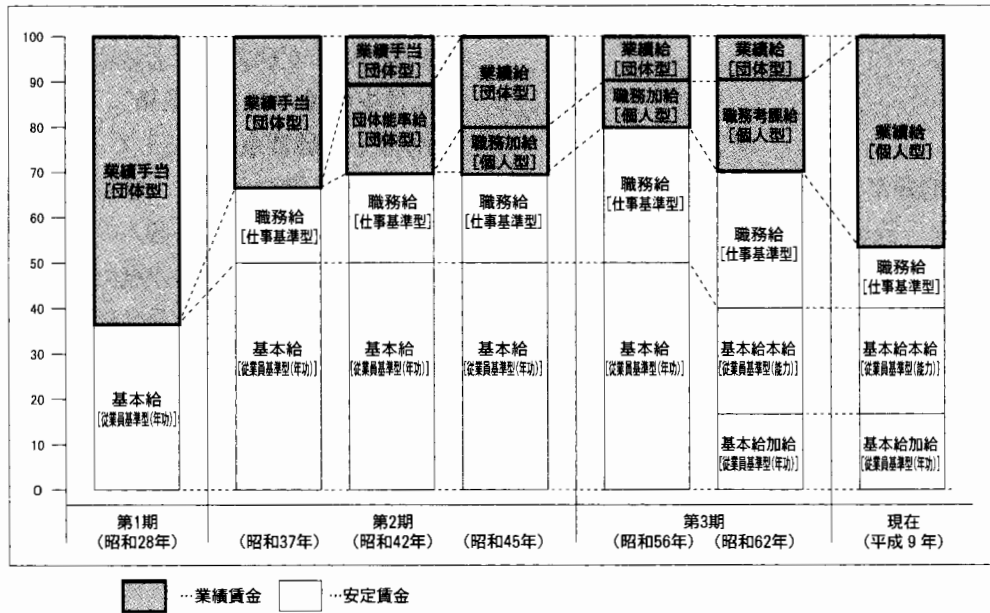 100
90
80
70
60
50
40
30
20
10
0
業績手当
[団体型]
基本給
[従業員基準型(年功)]
業績手当
[団体型]
職務給
[仕事基準型]
基本給
[従業員基準型(年功)]
業績手当
[団体型]
団体能率給
[団体型]
職務給
[仕事基準型]
基本給
[従業員基準型(年功)]
業績給
[団体型]
職務加給
[個人型]
職務給
[仕事基準型]
基本給
[従業員基準型(年功)]
業績給
[団体型]
職務加給
[個人型]
職務給
[仕事基準型]
基本給
[従業員基準型(年功)]
業績給
[団体型]
職務考課給
[個人型]
職務給
[仕事基準型]
基本給本給
[従業員基準型(能力)]
基本給加給
[従業員基準型(年功)]
業績給
[個人型]
職務給
[仕事基準型]
基本給本給
[従業員基準型(能力)]
基本給加給
[従業員基準型(年功)]
第1期
(昭和28年)
第2期
(昭和37年) (昭和42年) (昭和45年)
第3期
(昭和56年) (昭和62年)
現在
(平成9年)
…業績賃金 …安定賃金